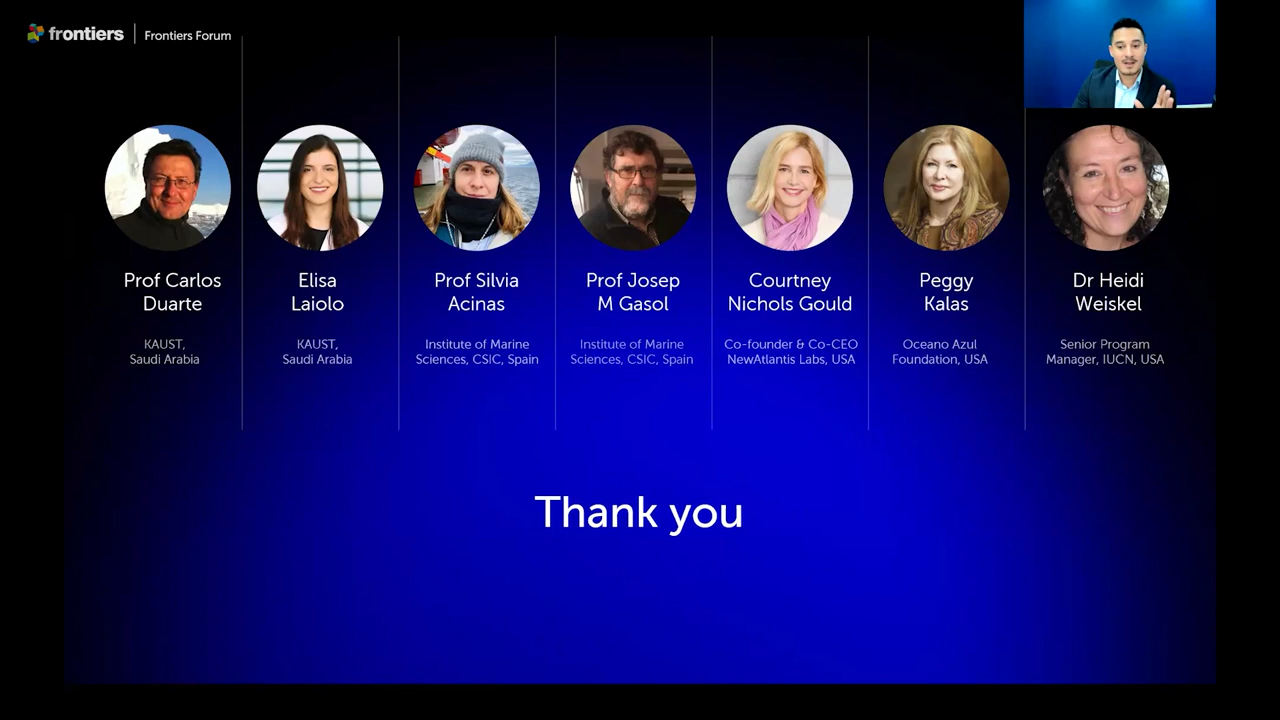 frontiers
Frontiers Forum
Prof Carlos
Duarte
KAUST,
Saudi Arabia
Elisa
Laiolo
KAUST,
Saudi Arabia
Prof Silvia
Acinas
Institute of Marine
Sciences, CSIC, Spain
Prof Josep
M Gasol
Institute of Marine
Sciences, CSIC, Spain
Courtney
Nichols Gould
Co-founder & Co-CEO
NewAtlantis Labs, USA
Peggy
Kalas
Oceano Azul
Foundation, USA
Dr Heidi
Weiskel
Senior Program
Manager, IUCN, USA
Thank you